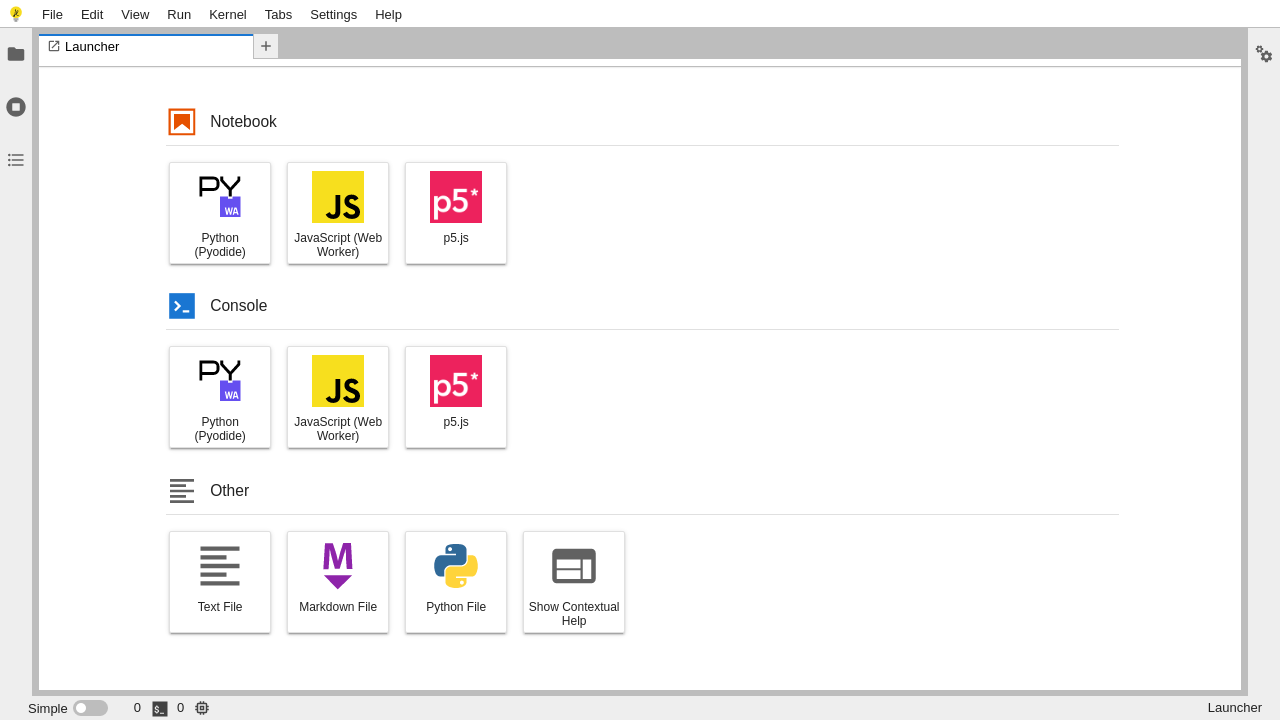 File Edit View Run Kernel Tabs Settings Help
Launcher
Notebook
PY
WA
Python
(Pyodide)
JS
JavaScript (Web
Worker)
p5*
p5.js
Console
PY
WA
Python
(Pyodide)
JS
JavaScript (Web
Worker)
p5*
p5.js
Other
Text File
M
Markdown File
Python File
Show Contextual
Help
Simple 0 $_ 0 Launcher